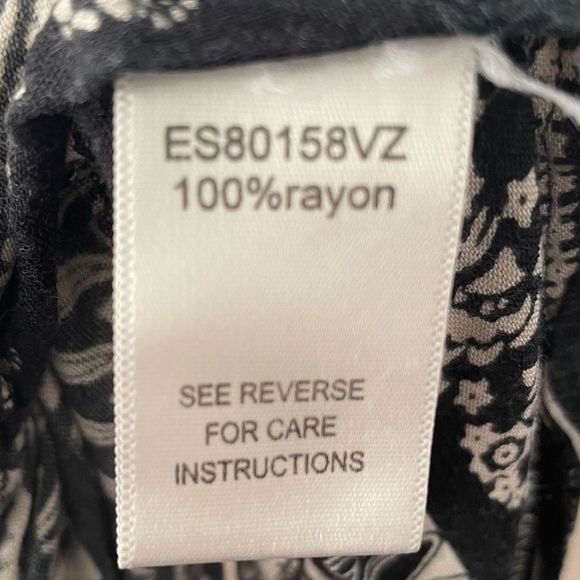 ES80158VZ
100%rayon
SEE REVERSE
FOR CARE
INSTRUCTIONS